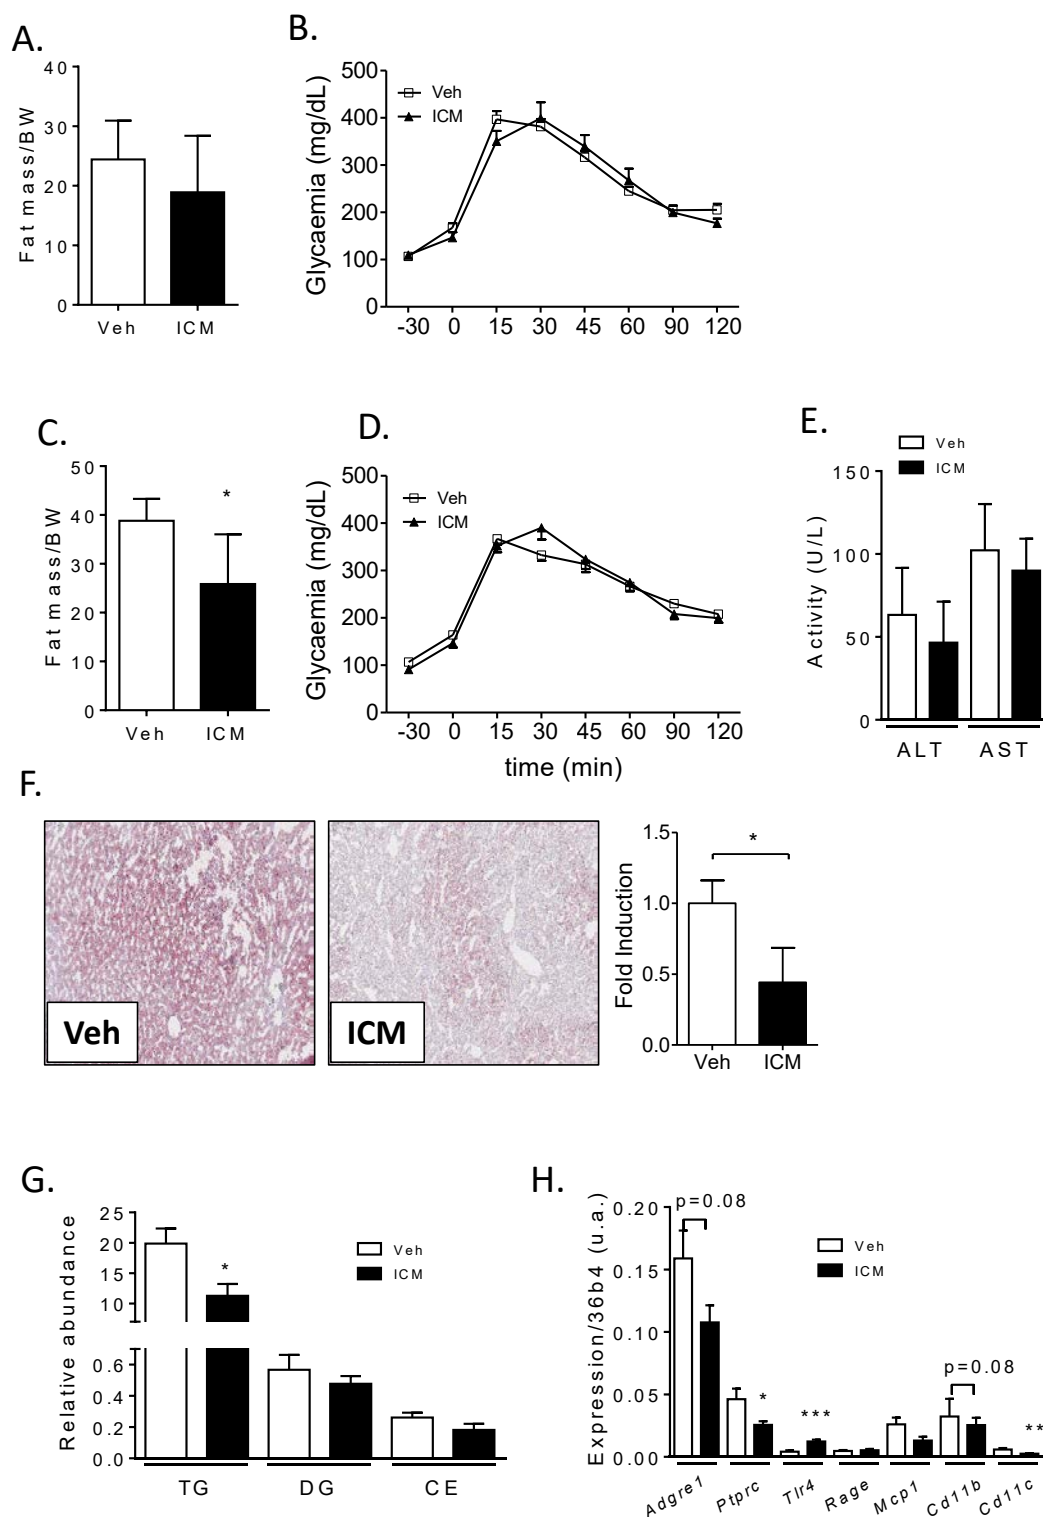 A.
Fat mass/BW
40
30
20
10
0
Veh ICM
B.
Glycaemia (mg/dL)
500
400
300
200
100
0
Veh
ICM
-30 0 15 30 45 60 90 120
C.
Fat mass/BW
50
40
30
20
10
0
*
Veh ICM
D.
Glycaemia (mg/dL)
500
400
300
200
100
0
Veh
ICM
-30 0 15 30 45 60 90 120
time (min)
E.
Veh
ICM
Activity (U/L)
150
100
50
0
ALT AST
F.
Veh
ICM
Fold Induction
1.5
1.0
0.5
0.0
*
Veh ICM
G.
Relative abundance
25
20
15
10
0.6
0.4
0.2
0.0
*
Veh
ICM
TG DG CE
H.
Expression/36b4 (u.a.)
0.20
0.15
0.10
0.05
0.00
p=0.08
Veh
ICM
p=0.08
* *** **
Adgre1 Ptprc Tlr4 Rage Mcp1 Cd11b Cd11c